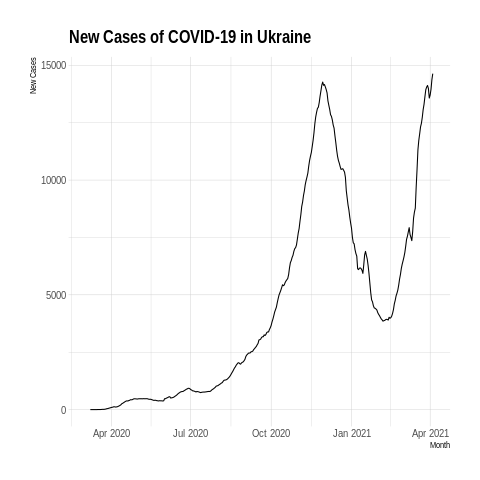 New Cases of COVID-19 in Ukraine
New Cases
15000
10000
5000
0
Apr 2020 Jul 2020 Oct 2020 Jan 2021 Apr 2021
Month